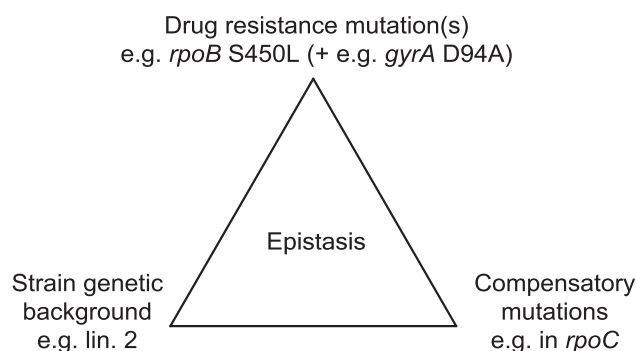 Drug resistance mutation(s)
e.g. rpoB S450L (+ e.g. gyrA D94A)
Epistasis
Strain genetic
background
e.g. lin. 2
Compensatory
mutations
e.g. in rpoC